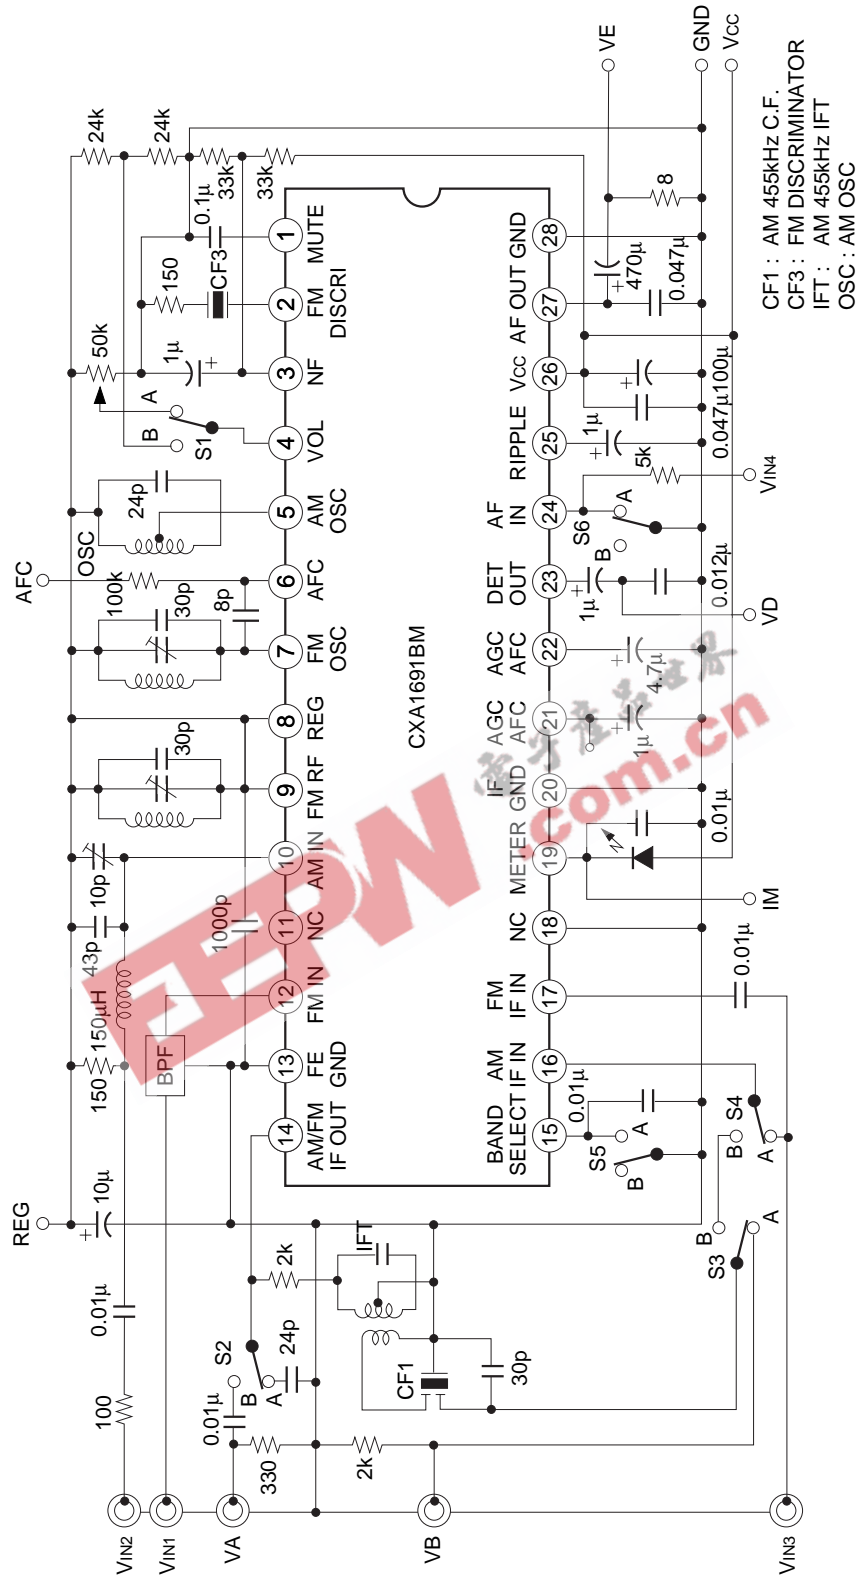 REG
AFC
VE
GND
Vcc
CF1 : AM 455kHz C.F.
CF3 : FM DISCRIMINATOR
IFT : AM 455kHz IFT
OSC : AM OSC
24k
24k
33k
33k
0.1μ
150
CF3
50k
1μ
+
A
B
S1
24p
OSC
100k
8p
30p
30p
10p
43p
1000p
150μH
150
BPF
10μ
+
0.01μ
100
1
MUTE
2
FM
DISCRI
3
NF
4
VOL
5
AM
OSC
6
AFC
7
FM
OSC
8
REG
9
FM RF
10
AM IN
11
NC
12
FM IN
13
FE
GND
14
AM/FM
IF OUT
CXA1691BM
28
GND
27
AF OUT
26
Vcc
25
RIPPLE
24
AF
IN
23
DET
OUT
22
AGC
AFC
21
AGC
AFC
20
IF
GND
19
METER
18
NC
17
FM
IF IN
16
AM
IF IN
15
BAND
SELECT
8
470μ
+
0.047μ
100μ
+
0.047μ
1μ
+
5k
VIN4
S6
A
B
1μ
+
0.012μ
VD
4.7μ
+
1μ
+
0.01μ
IM
0.01μ
0.01μ
S5
A
B
S4
B
A
S3
B
A
2k
IFT
S2
B
A
24p
0.01μ
CF1
30p
330
2k
VIN2
VIN1
VA
VB
VIN3
EEPW
.com.cn
电子產品世界